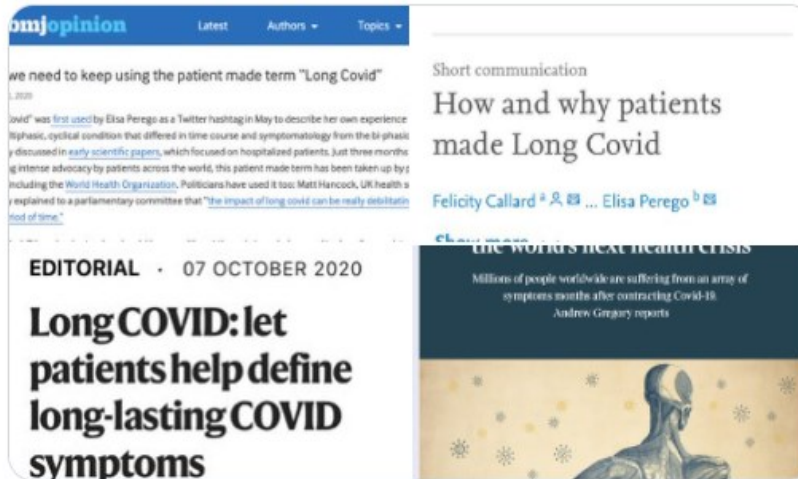 omjopinion Latest Authors Topics
we need to keep using the patient made term "Long Covid"
, 2020
ovid" was first used by Elisa Perego as a Twitter hashtag in May to describe her own experience
ltiphasic, cyclical condition that differed in time course and symptomatology from the bi-phasic
y discussed in early scientific papers, which focused on hospitalized patients. Just three months
g intense advocacy by patients across the world, this patient made term has been taken up by p
including the World Health Organization. Politicians have used it too: Matt Hancock, UK health s
y explained to a parliamentary committee that "the impact of long covid can be really debilitatin
riod of time."
Short communication
How and why patients
made Long Covid
Felicity Callard a ... Elisa Perego b
Show more
EDITORIAL · 07 OCTOBER 2020
Long COVID: let
patients help define
long-lasting COVID
symptoms
the world's next health crisis
Millions of people worldwide are suffering from an array of
symptoms months after contracting Covid-19.
Andrew Gregory reports